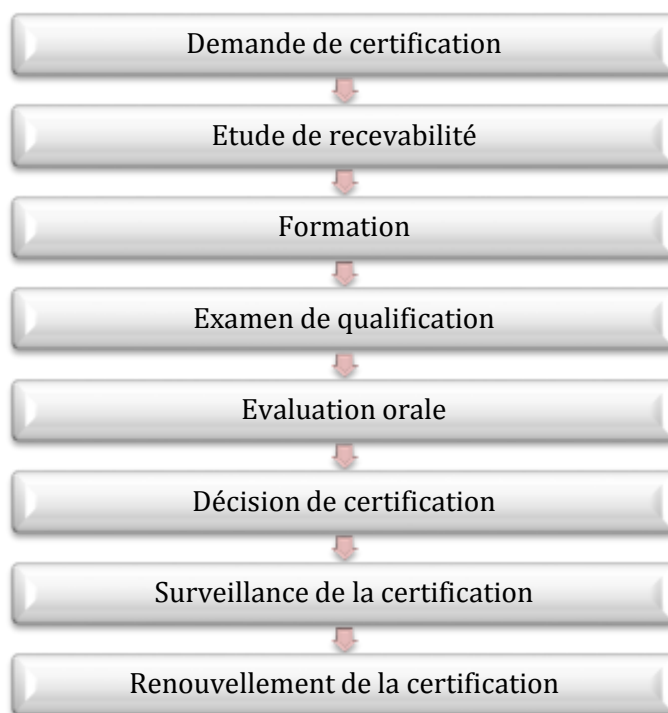 Demande de certification
Etude de recevabilité
Formation
Examen de qualification
Evaluation orale
Décision de certification
Surveillance de la certification
Renouvellement de la certification